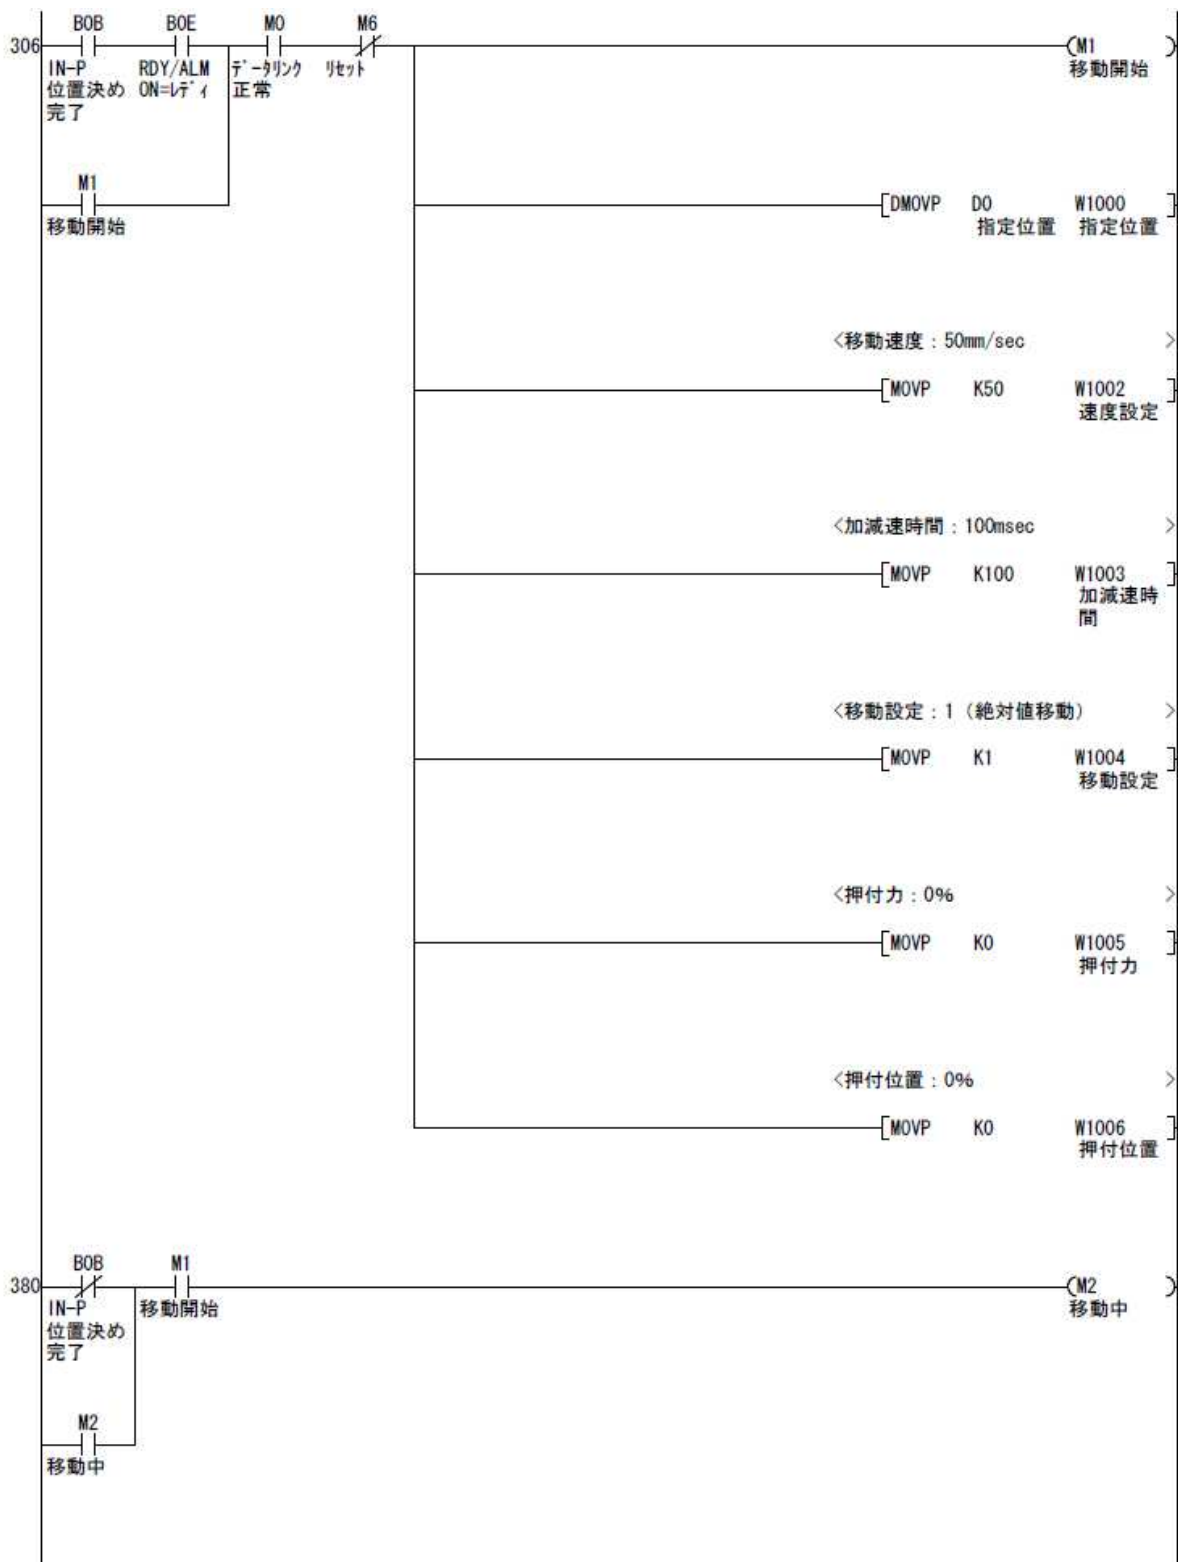 B0B B0E M0 M6
306 (M1 )
IN-P RDY/ALM ﾃﾞｰﾀﾘﾝｸ ﾘｾｯﾄ 移動開始
位置決め ON=ﾚﾃﾞｨ 正常
完了
M1
[DMOVP D0 W1000 ]
移動開始 指定位置 指定位置
<移動速度：50mm/sec >
[MOVP K50 W1002 ]
速度設定
<加減速時間：100msec >
[MOVP K100 W1003 ]
加減速時
間
<移動設定：1（絶対値移動） >
[MOVP K1 W1004 ]
移動設定
<押付力：0% >
[MOVP K0 W1005 ]
押付力
<押付位置：0% >
[MOVP K0 W1006 ]
押付位置
B0B M1
380 (M2 )
IN-P 移動開始 移動中
位置決め
完了
M2
移動中